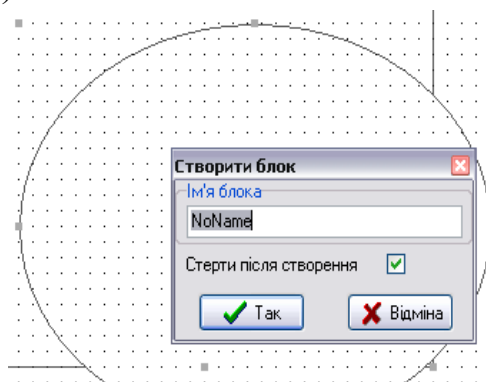 Створити блок
Ім'я блока
NoName
Стерти після створення
Так
Відміна